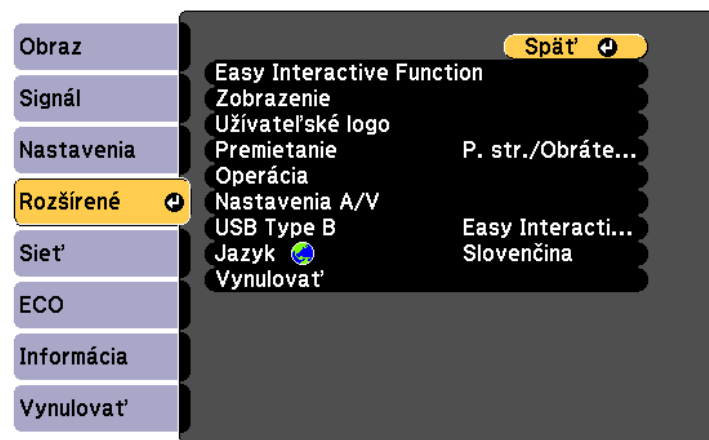 Obraz
Signál
Nastavenia
Rozšírené
Sieť
ECO
Informácia
Vynulovať
Späť
Easy Interactive Function
Zobrazenie
Užívateľské logo
Premietanie P. str./Obráte...
Operácia
Nastavenia A/V
USB Type B Easy Interacti...
Jazyk Slovenčina
Vynulovať